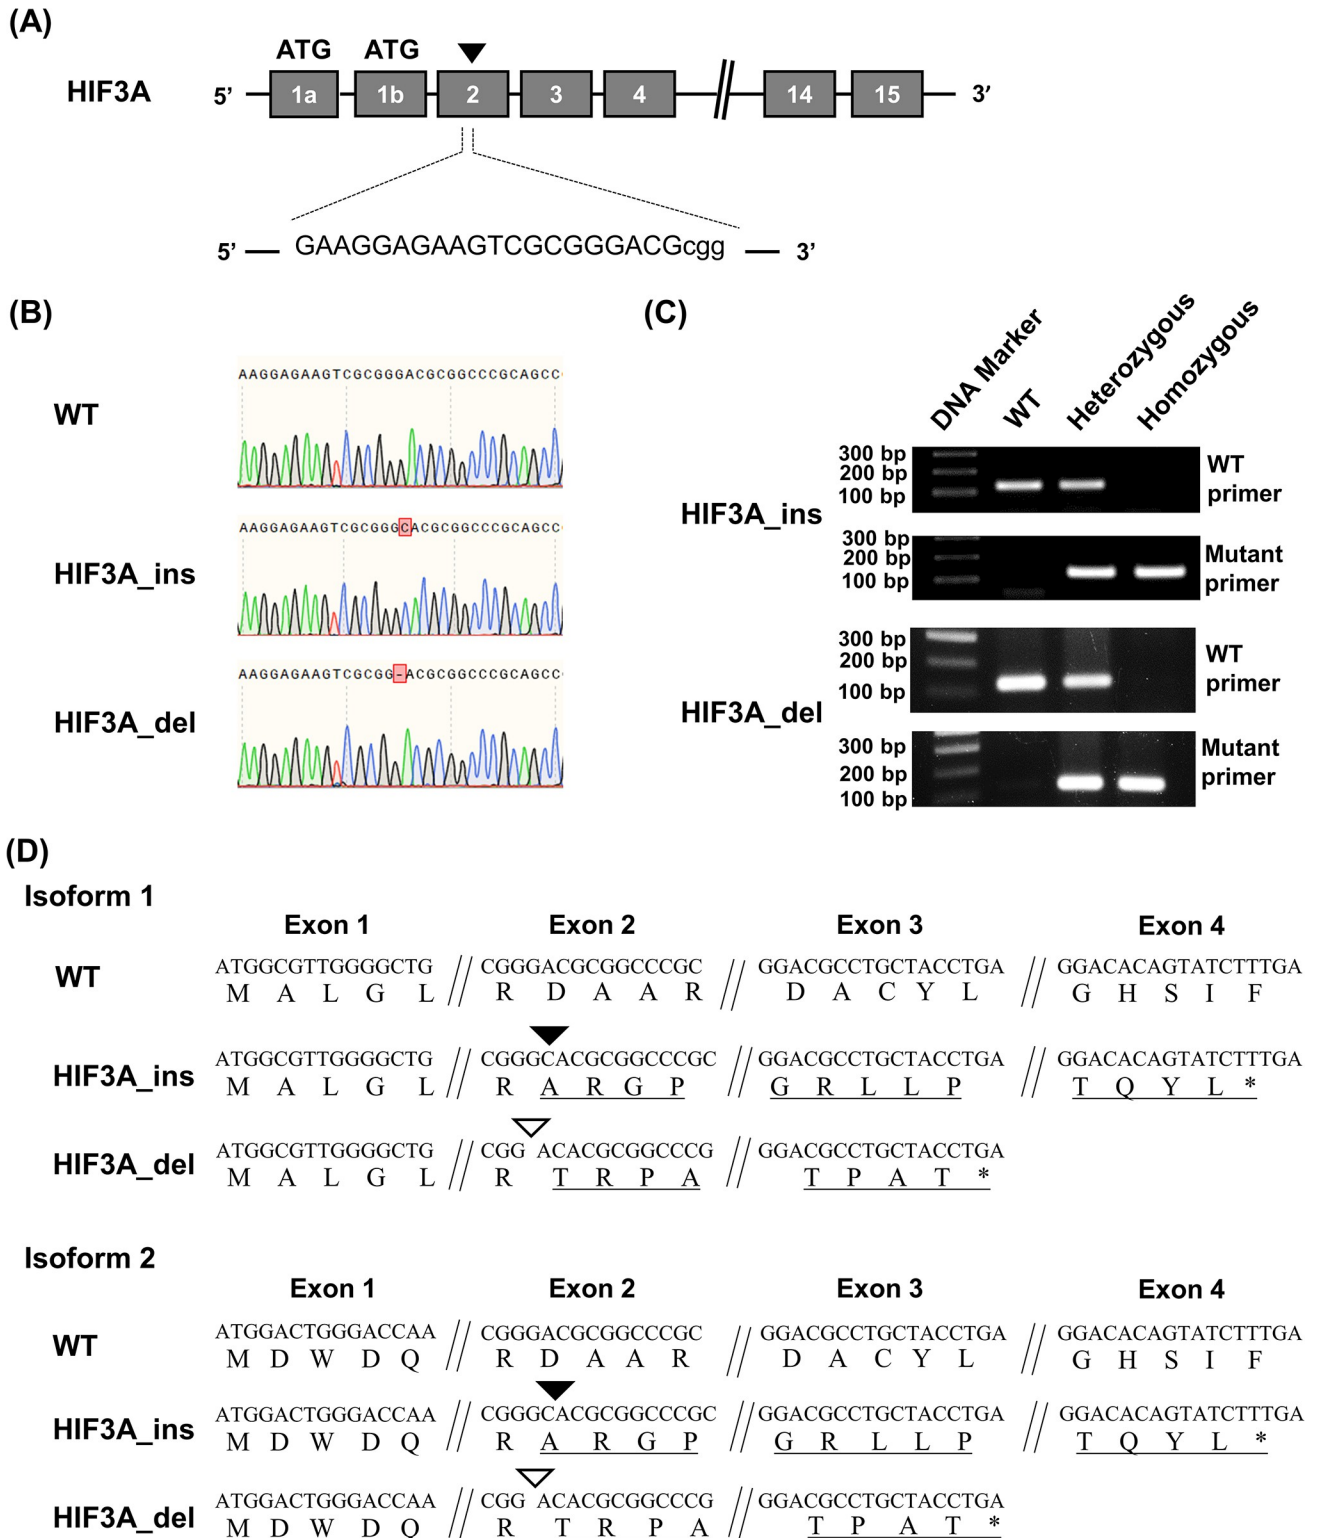 (A)
ATG ATG
HIF3A 5’ 1a 1b 2 3 4 14 15 3′
5’ GAAGGAGAAGTCGCGGGACGcgg 3’
(B)
WT
AAGGAGAAGTCGCGGGACGCGGCCCGCAGCC
HIF3A_ins
AAGGAGAAGTCGCGGGCACGCGGCCCGCAGCC
HIF3A_del
AAGGAGAAGTCGCGG-ACGCGGCCCGCAGCC
(C)
DNA Marker
WT
Heterozygous
Homozygous
HIF3A_ins
300 bp
200 bp
100 bp
WT
primer
300 bp
200 bp
100 bp
Mutant
primer
HIF3A_del
300 bp
200 bp
100 bp
WT
primer
300 bp
200 bp
100 bp
Mutant
primer
(D)
Isoform 1
Exon 1 Exon 2 Exon 3 Exon 4
WT
ATGGCGTTGGGGCTG // CGGGACGCGGCCCGC // GGACGCCTGCTACCTGA // GGACACAGTATCTTTGA
M A L G L R D A A R D A C Y L G H S I F
HIF3A_ins
ATGGCGTTGGGGCTG // CGGGCACGCGGCCCGC // GGACGCCTGCTACCTGA // GGACACAGTATCTTTGA
M A L G L R A R G P G R L L P T Q Y L *
HIF3A_del
ATGGCGTTGGGGCTG // CGG ACACGCGGCCCG // GGACGCCTGCTACCTGA
M A L G L R T R P A T P A T *
Isoform 2
Exon 1 Exon 2 Exon 3 Exon 4
WT
ATGGACTGGGACCAA // CGGGACGCGGCCCGC // GGACGCCTGCTACCTGA // GGACACAGTATCTTTGA
M D W D Q R D A A R D A C Y L G H S I F
HIF3A_ins
ATGGACTGGGACCAA // CGGGCACGCGGCCCGC // GGACGCCTGCTACCTGA // GGACACAGTATCTTTGA
M D W D Q R A R G P G R L L P T Q Y L *
HIF3A_del
ATGGACTGGGACCAA // CGG ACACGCGGCCCG // GGACGCCTGCTACCTGA
M D W D Q R T R P A T P A T *